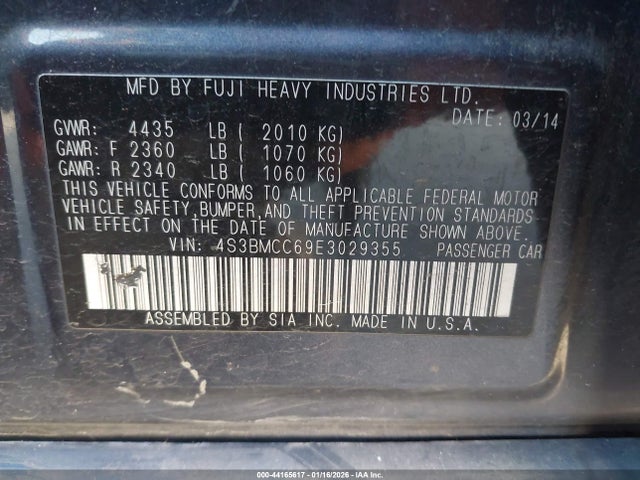 MFD BY FUJI HEAVY INDUSTRIES LTD.
DATE: 03/14
GVWR: 4435 LB ( 2010 KG)
GAWR: F 2360 LB ( 1070 KG)
GAWR: R 2340 LB ( 1060 KG)
THIS VEHICLE CONFORMS TO ALL APPLICABLE FEDERAL MOTOR
VEHICLE SAFETY,BUMPER,AND THEFT PREVENTION STANDARDS
IN EFFECT ON THE DATE OF MANUFACTURE SHOWN ABOVE.
VIN: 4S3BMCC69E3029355 PASSENGER CAR
ASSEMBLED BY SIA INC. MADE IN U.S.A.
000-44165617 - 01/16/2026 - IAAI